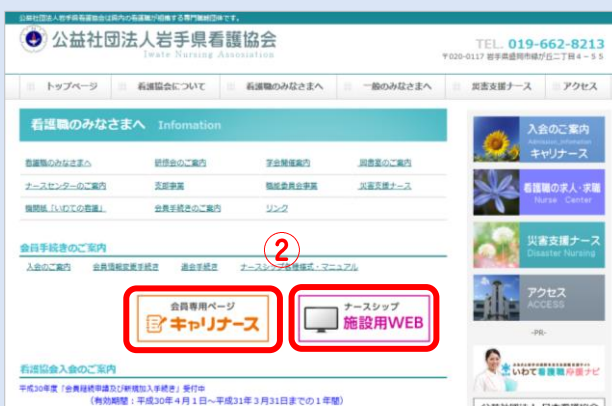 公益社団法人岩手県看護協会は県内の看護職が組織する専門職能団体です。
公益社団法人岩手県看護協会
Iwate Nursing Association
TEL. 019-662-8213
〒020-0117 岩手県盛岡市緑が丘二丁目4-55
トップページ
看護協会について
看護職のみなさまへ
一般のみなさまへ
災害支援ナース
アクセス
看護職のみなさまへ Infomation
看護職のみなさまへ
研修会のご案内
学会開催案内
図書室のご案内
ナースセンターのご案内
支部事業
職能委員会事業
災害支援ナース
機関紙「いわての看護」
会員手続きのご案内
リンク
会員手続きのご案内
②
入会のご案内
会員情報変更手続き
退会手続き
ナースシップ各種様式・マニュアル
会員専用ページ
キャリナース
ナースシップ
施設用WEB
看護協会入会のご案内
平成30年度「会員継続申請及び新規加入手続き」受付中
(有効期間:平成30年4月1日～平成31年3月31日までの1年間)
入会のご案内
Admission_infomation
キャリナース
看護職の求人・求職
Nurse Center
災害支援ナース
Disaster Nursing
アクセス
ACCESS
-PR-
いわて看護職応援ナビ